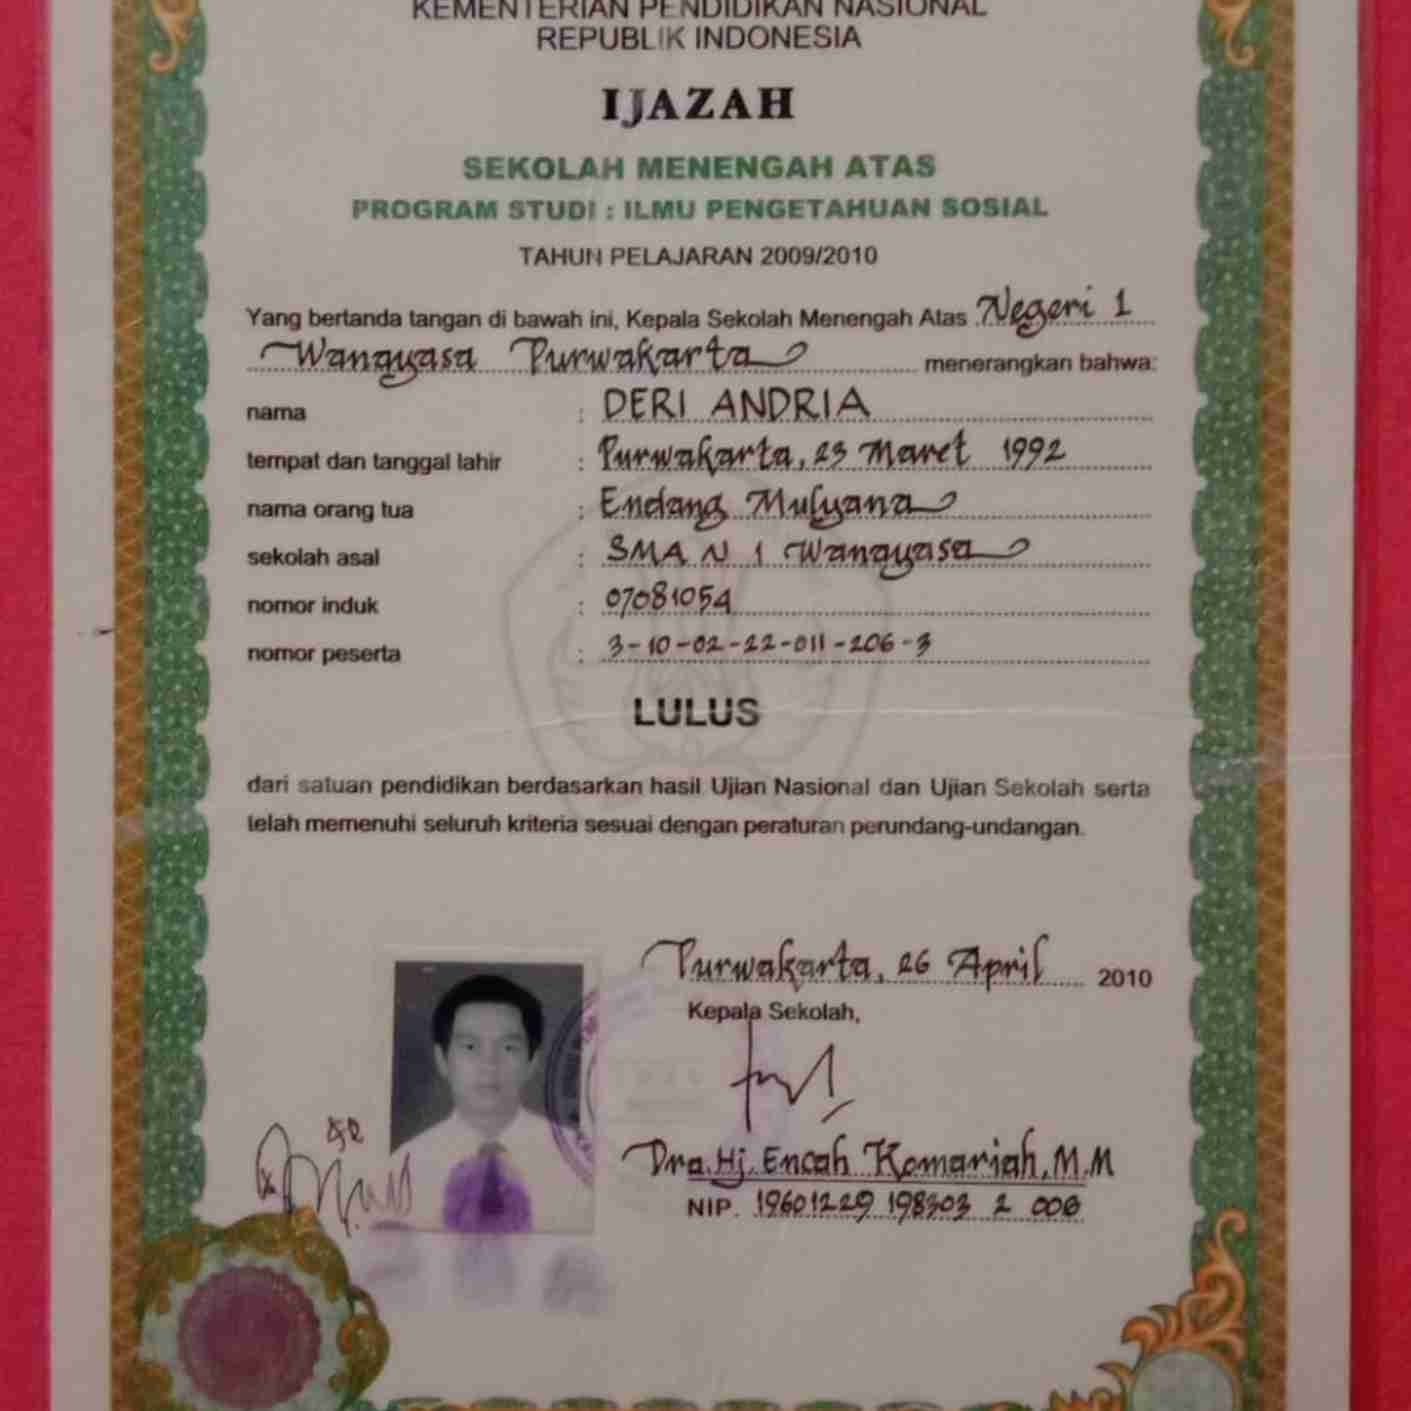 KEMENTERIAN PENDIDIKAN NASIONAL
REPUBLIK INDONESIA
IJAZAH
SEKOLAH MENENGAH ATAS
PROGRAM STUDI : ILMU PENGETAHUAN SOSIAL
TAHUN PELAJARAN 2009/2010
Yang bertanda tangan di bawah ini, Kepala Sekolah Menengah Atas Negeri 1
Wanayasa Purwakarta menerangkan bahwa:
nama : DERI ANDRIA
tempat dan tanggal lahir : Purwakarta, 23 Maret 1992
nama orang tua : Endang Mulyana
sekolah asal : SMA N 1 Wanayasa
nomor induk : 07081054
nomor peserta : 3-10-02-22-011-206-3
LULUS
dari satuan pendidikan berdasarkan hasil Ujian Nasional dan Ujian Sekolah serta
telah memenuhi seluruh kriteria sesuai dengan peraturan perundang-undangan.
Purwakarta, 26 April 2010
Kepala Sekolah,
Dra. Hj. Encah Komariah, M.M
NIP. 19601229 198303 2 006